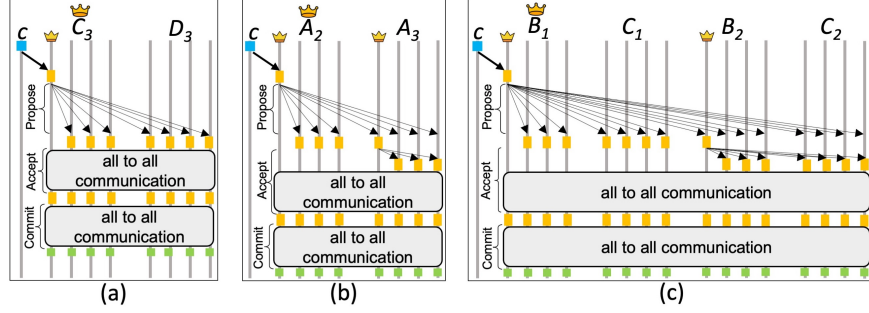 c
C₃
D₃
Propose
Accept
all to all
communication
Commit
all to all
communication
(a)
c
A₂
A₃
Propose
Accept
all to all
communication
Commit
all to all
communication
(b)
c
B₁
C₁
B₂
C₂
Propose
Accept
all to all communication
Commit
all to all communication
(c)